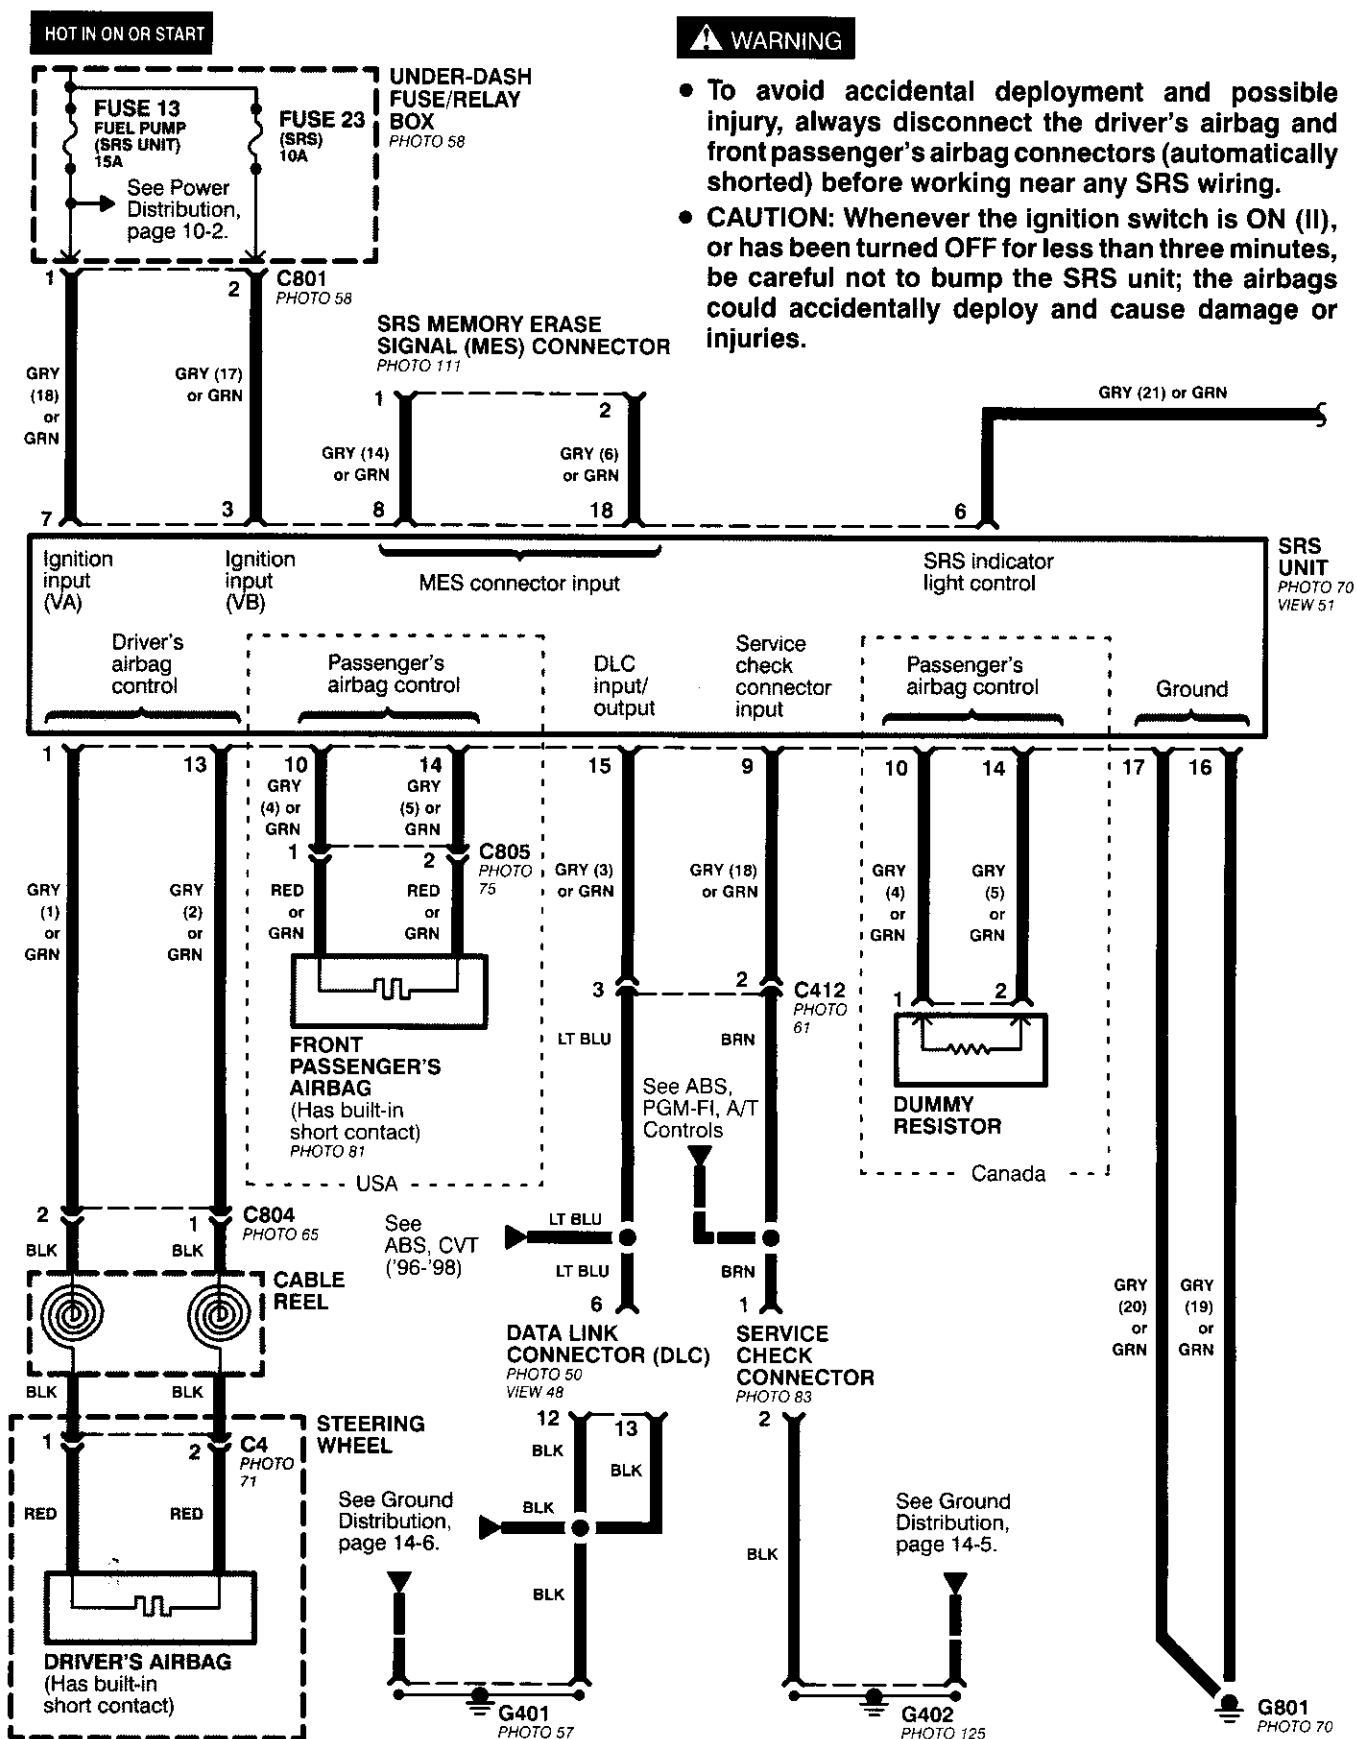 HOT IN ON OR START
WARNING
• To avoid accidental deployment and possible
injury, always disconnect the driver's airbag and
front passenger's airbag connectors (automatically
shorted) before working near any SRS wiring.
• CAUTION: Whenever the ignition switch is ON (II),
or has been turned OFF for less than three minutes,
be careful not to bump the SRS unit; the airbags
could accidentally deploy and cause damage or
injuries.
UNDER-DASH
FUSE/RELAY
BOX
PHOTO 58
FUSE 13
FUEL PUMP
(SRS UNIT)
15A
FUSE 23
(SRS)
10A
See Power
Distribution,
page 10-2.
1
2
C801
PHOTO 58
SRS MEMORY ERASE
SIGNAL (MES) CONNECTOR
PHOTO 111
1
2
GRY
(18)
or
GRN
GRY (17)
or GRN
GRY (14)
or GRN
GRY (6)
or GRN
GRY (21) or GRN
7
3
8
18
6
Ignition
input
(VA)
Ignition
input
(VB)
MES connector input
SRS indicator
light control
SRS
UNIT
PHOTO 70
VIEW 51
Driver's
airbag
control
Passenger's
airbag control
DLC
input/
output
Service
check
connector
input
Passenger's
airbag control
Ground
1
13
10
14
15
9
10
14
17
16
GRY
(4) or
GRN
GRY
(5) or
GRN
1
2
C805
PHOTO
75
GRY
(1)
or
GRN
GRY
(2)
or
GRN
RED
or
GRN
RED
or
GRN
GRY (3)
or GRN
GRY (18)
or GRN
GRY
(4)
or
GRN
GRY
(5)
or
GRN
3
2
C412
PHOTO
61
1
2
FRONT
PASSENGER'S
AIRBAG
(Has built-in
short contact)
PHOTO 81
USA
LT BLU
BRN
See ABS,
PGM-FI, A/T
Controls
DUMMY
RESISTOR
Canada
2
1
C804
PHOTO 65
BLK
BLK
See
ABS, CVT
('96-'98)
LT BLU
LT BLU
BRN
CABLE
REEL
6
1
DATA LINK
CONNECTOR (DLC)
PHOTO 50
VIEW 48
SERVICE
CHECK
CONNECTOR
PHOTO 83
GRY
(20)
or
GRN
GRY
(19)
or
GRN
BLK
BLK
STEERING
WHEEL
1
2
C4
PHOTO
71
12
13
2
BLK
BLK
RED
RED
See Ground
Distribution,
page 14-6.
BLK
See Ground
Distribution,
page 14-5.
BLK
BLK
DRIVER'S AIRBAG
(Has built-in
short contact)
G401
PHOTO 57
G402
PHOTO 125
G801
PHOTO 70